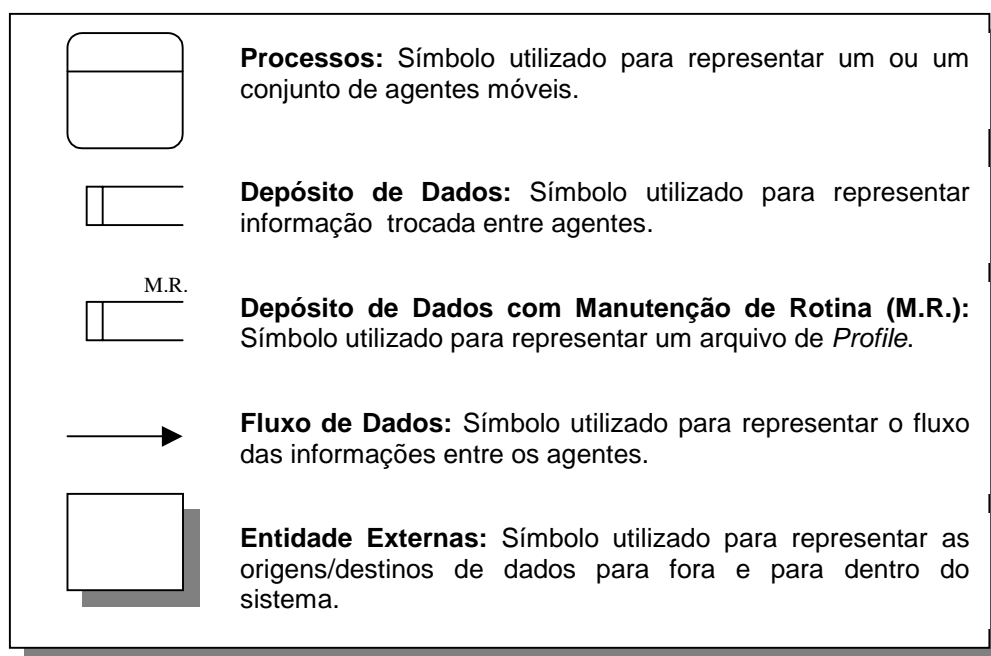 Processos: Símbolo utilizado para representar um ou um
conjunto de agentes móveis.
Depósito de Dados: Símbolo utilizado para representar
informação trocada entre agentes.
M.R.
Depósito de Dados com Manutenção de Rotina (M.R.):
Símbolo utilizado para representar um arquivo de Profile.
Fluxo de Dados: Símbolo utilizado para representar o fluxo
das informações entre os agentes.
Entidade Externas: Símbolo utilizado para representar as
origens/destinos de dados para fora e para dentro do
sistema.